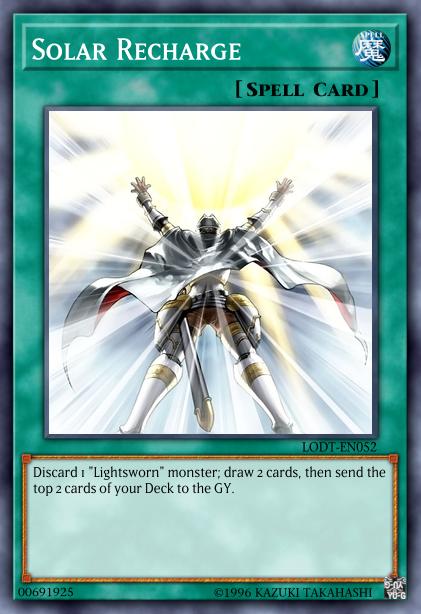 Solar Recharge
SPELL
魔
[Spell Card]
LODT-EN052
Discard 1 "Lightsworn" monster; draw 2 cards, then send the
top 2 cards of your Deck to the GY.
00691925
©1996 KAZUKI TAKAHASHI